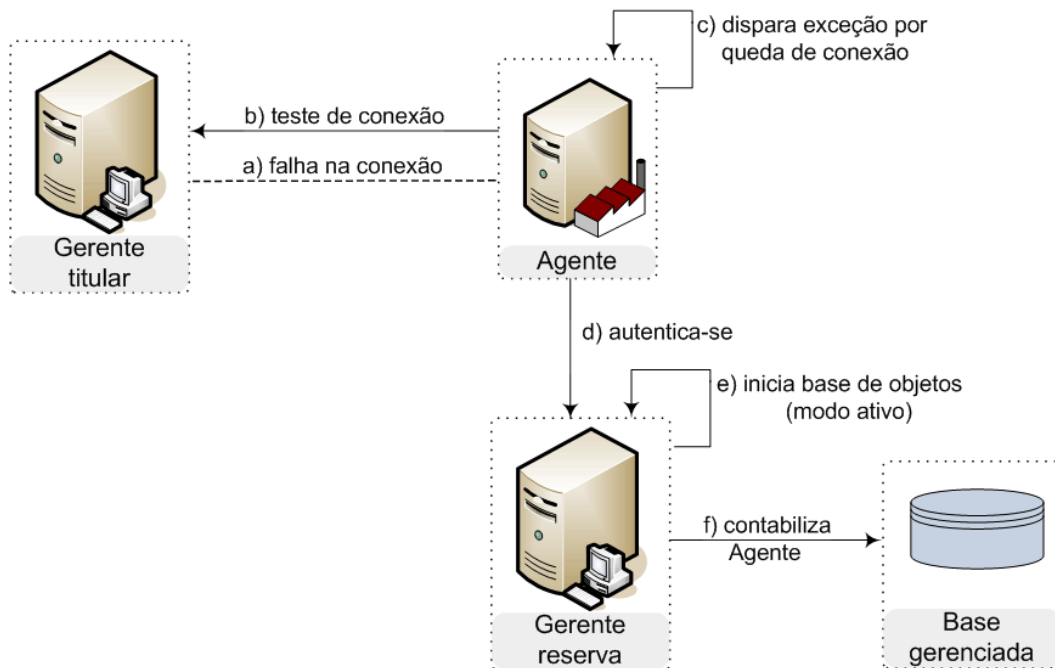 c) dispara exceção por
queda de conexão
b) teste de conexão
a) falha na conexão
Gerente
titular
Agente
d) autentica-se
e) inicia base de objetos
(modo ativo)
f) contabiliza
Agente
Gerente
reserva
Base
gerenciada